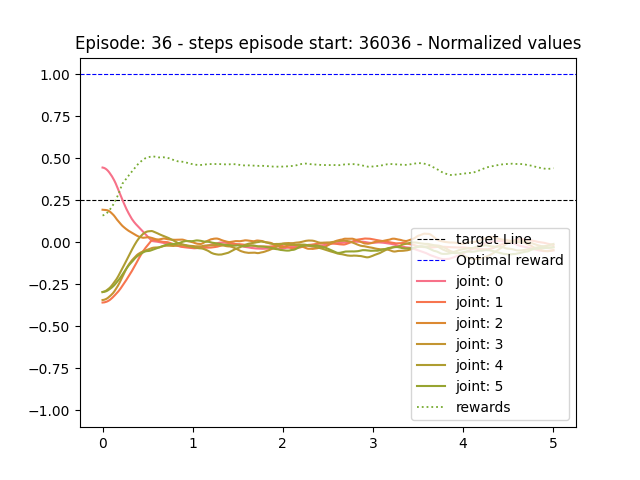 Episode: 36 - steps episode start: 36036 - Normalized values
1.00
0.75
0.50
0.25
0.00
−0.25
−0.50
−0.75
−1.00
0 1 2 3 4 5
target Line
Optimal reward
joint: 0
joint: 1
joint: 2
joint: 3
joint: 4
joint: 5
rewards